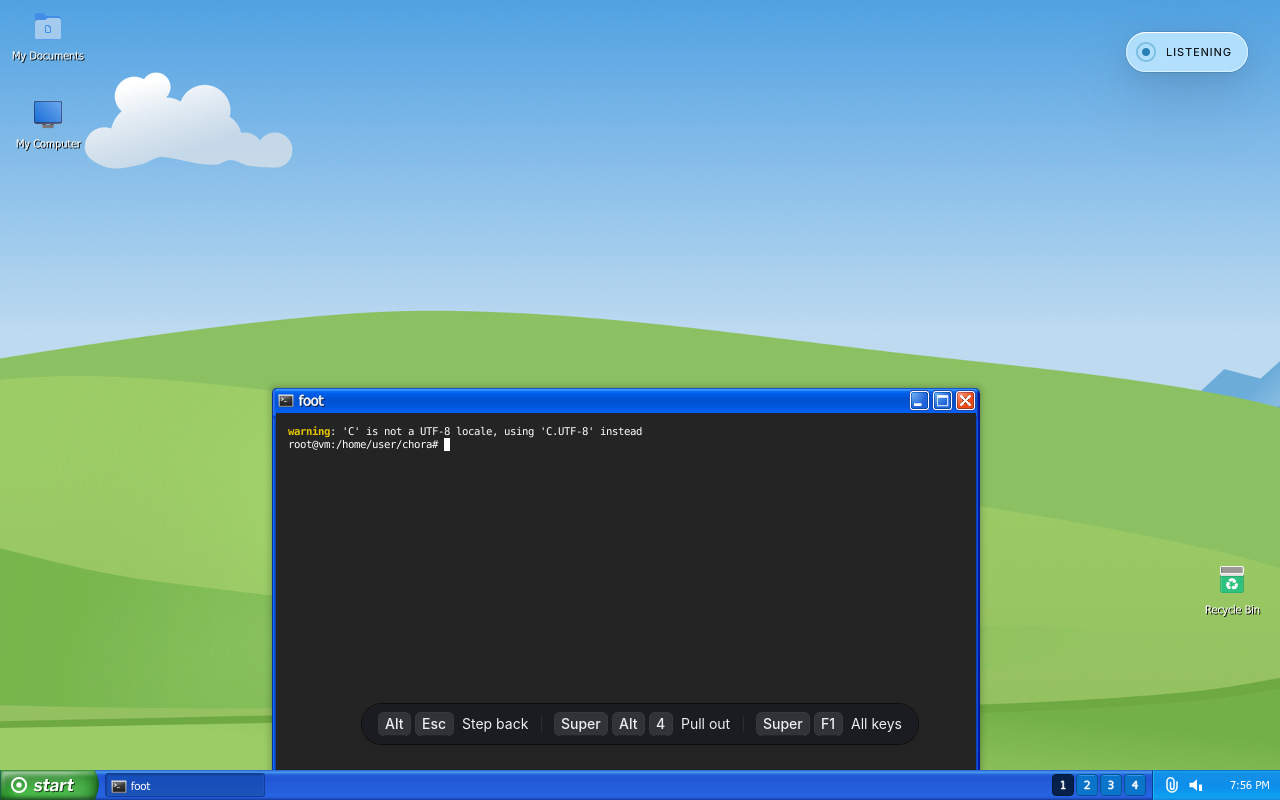 My Documents
LISTENING
My Computer
foot
warning: 'C' is not a UTF-8 locale, using 'C.UTF-8' instead
root@vm:/home/user/chora#
Recycle Bin
Alt Esc Step back Super Alt 4 Pull out Super F1 All keys
start foot 1 2 3 4 7:56 PM